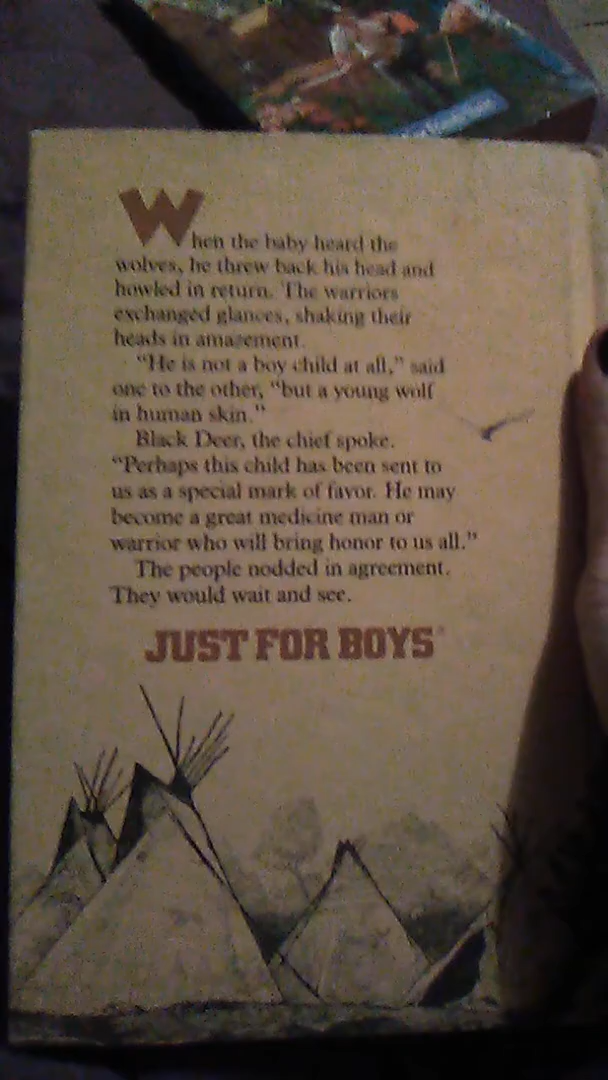 When the baby heard the
wolves, he threw back his head and
howled in return. The warriors
exchanged glances, shaking their
heads in amazement.
"He is not a boy child at all," said
one to the other, "but a young wolf
in human skin."
Black Deer, the chief spoke.
"Perhaps this child has been sent to
us as a special mark of favor. He may
become a great medicine man or
warrior who will bring honor to us all."
The people nodded in agreement.
They would wait and see.
JUST FOR BOYS®